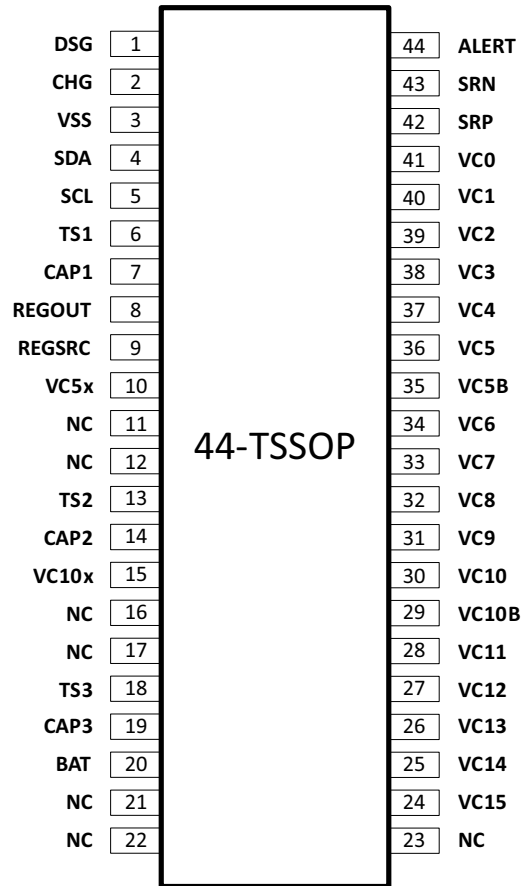 DSG 1 44 ALERT
CHG 2 43 SRN
VSS 3 42 SRP
SDA 4 41 VC0
SCL 5 40 VC1
TS1 6 39 VC2
CAP1 7 38 VC3
REGOUT 8 37 VC4
REGSRC 9 36 VC5
VC5x 10 35 VC5B
NC 11 34 VC6
44-TSSOP
NC 12 33 VC7
TS2 13 32 VC8
CAP2 14 31 VC9
VC10x 15 30 VC10
NC 16 29 VC10B
NC 17 28 VC11
TS3 18 27 VC12
CAP3 19 26 VC13
BAT 20 25 VC14
NC 21 24 VC15
NC 22 23 NC